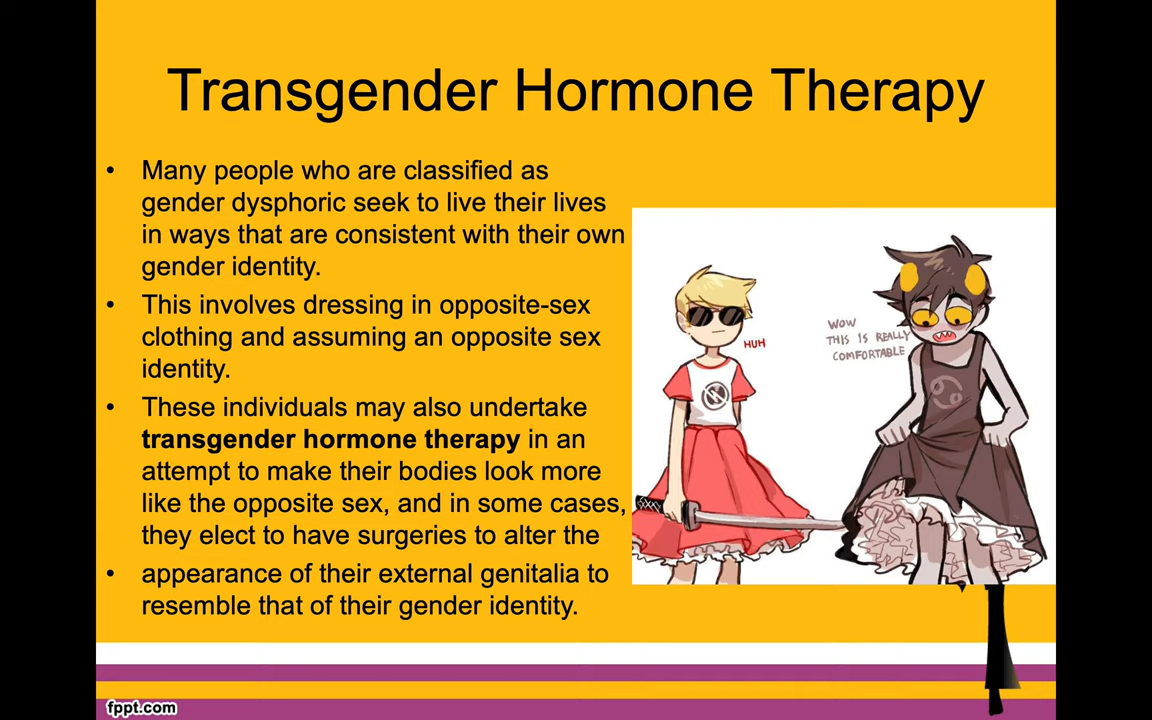 Transgender Hormone Therapy
• Many people who are classified as
gender dysphoric seek to live their lives
in ways that are consistent with their own
gender identity.
• This involves dressing in opposite-sex
clothing and assuming an opposite sex
identity.
• These individuals may also undertake
transgender hormone therapy in an
attempt to make their bodies look more
like the opposite sex, and in some cases,
they elect to have surgeries to alter the
• appearance of their external genitalia to
resemble that of their gender identity.
HUH
WOW
THIS IS REALLY
COMFORTABLE
fppt.com